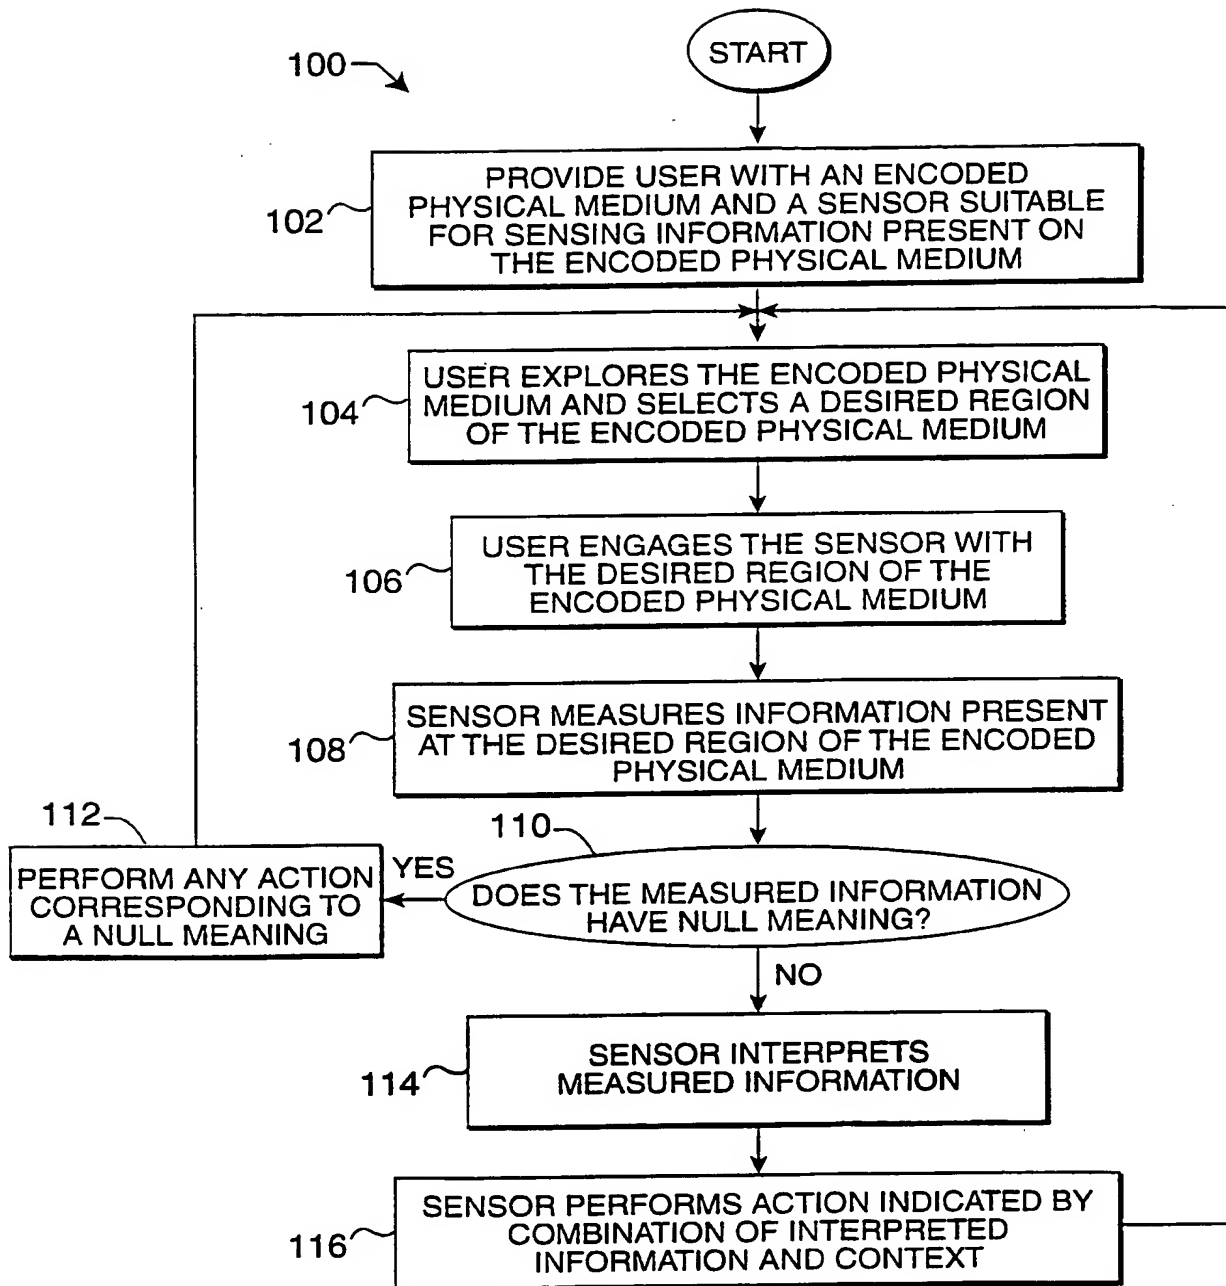 START
100
PROVIDE USER WITH AN ENCODED
PHYSICAL MEDIUM AND A SENSOR SUITABLE
FOR SENSING INFORMATION PRESENT ON
THE ENCODED PHYSICAL MEDIUM
102
USER EXPLORES THE ENCODED PHYSICAL
MEDIUM AND SELECTS A DESIRED REGION
OF THE ENCODED PHYSICAL MEDIUM
104
USER ENGAGES THE SENSOR WITH
THE DESIRED REGION OF THE
ENCODED PHYSICAL MEDIUM
106
SENSOR MEASURES INFORMATION PRESENT
AT THE DESIRED REGION OF THE ENCODED
PHYSICAL MEDIUM
108
112
110
PERFORM ANY ACTION
CORRESPONDING TO
A NULL MEANING
YES
DOES THE MEASURED INFORMATION
HAVE NULL MEANING?
NO
SENSOR INTERPRETS
MEASURED INFORMATION
114
SENSOR PERFORMS ACTION INDICATED BY
COMBINATION OF INTERPRETED
INFORMATION AND CONTEXT
116